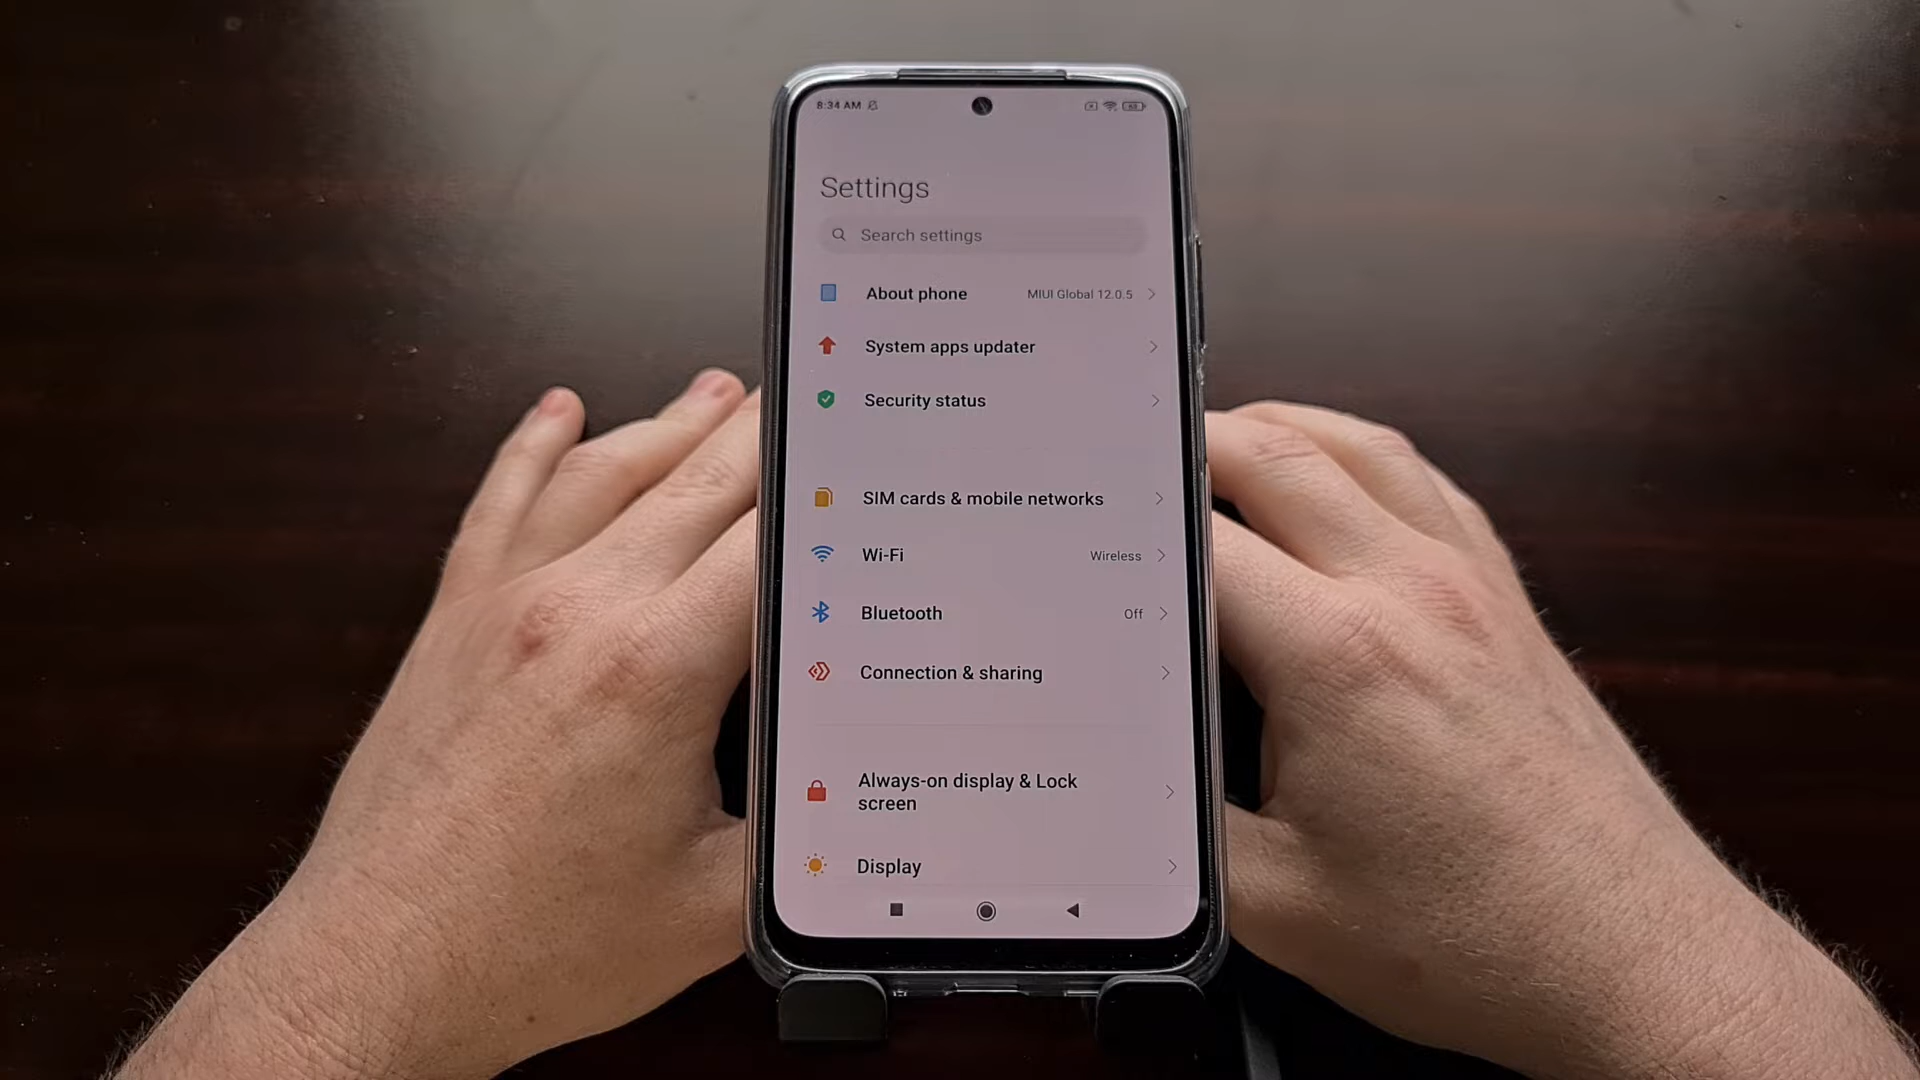 8:34 AM
Settings
Search settings
About phone MIUI Global 12.0.5
System apps updater
Security status
SIM cards & mobile networks
Wi-Fi Wireless
Bluetooth Off
Connection & sharing
Always-on display & Lock
screen
Display